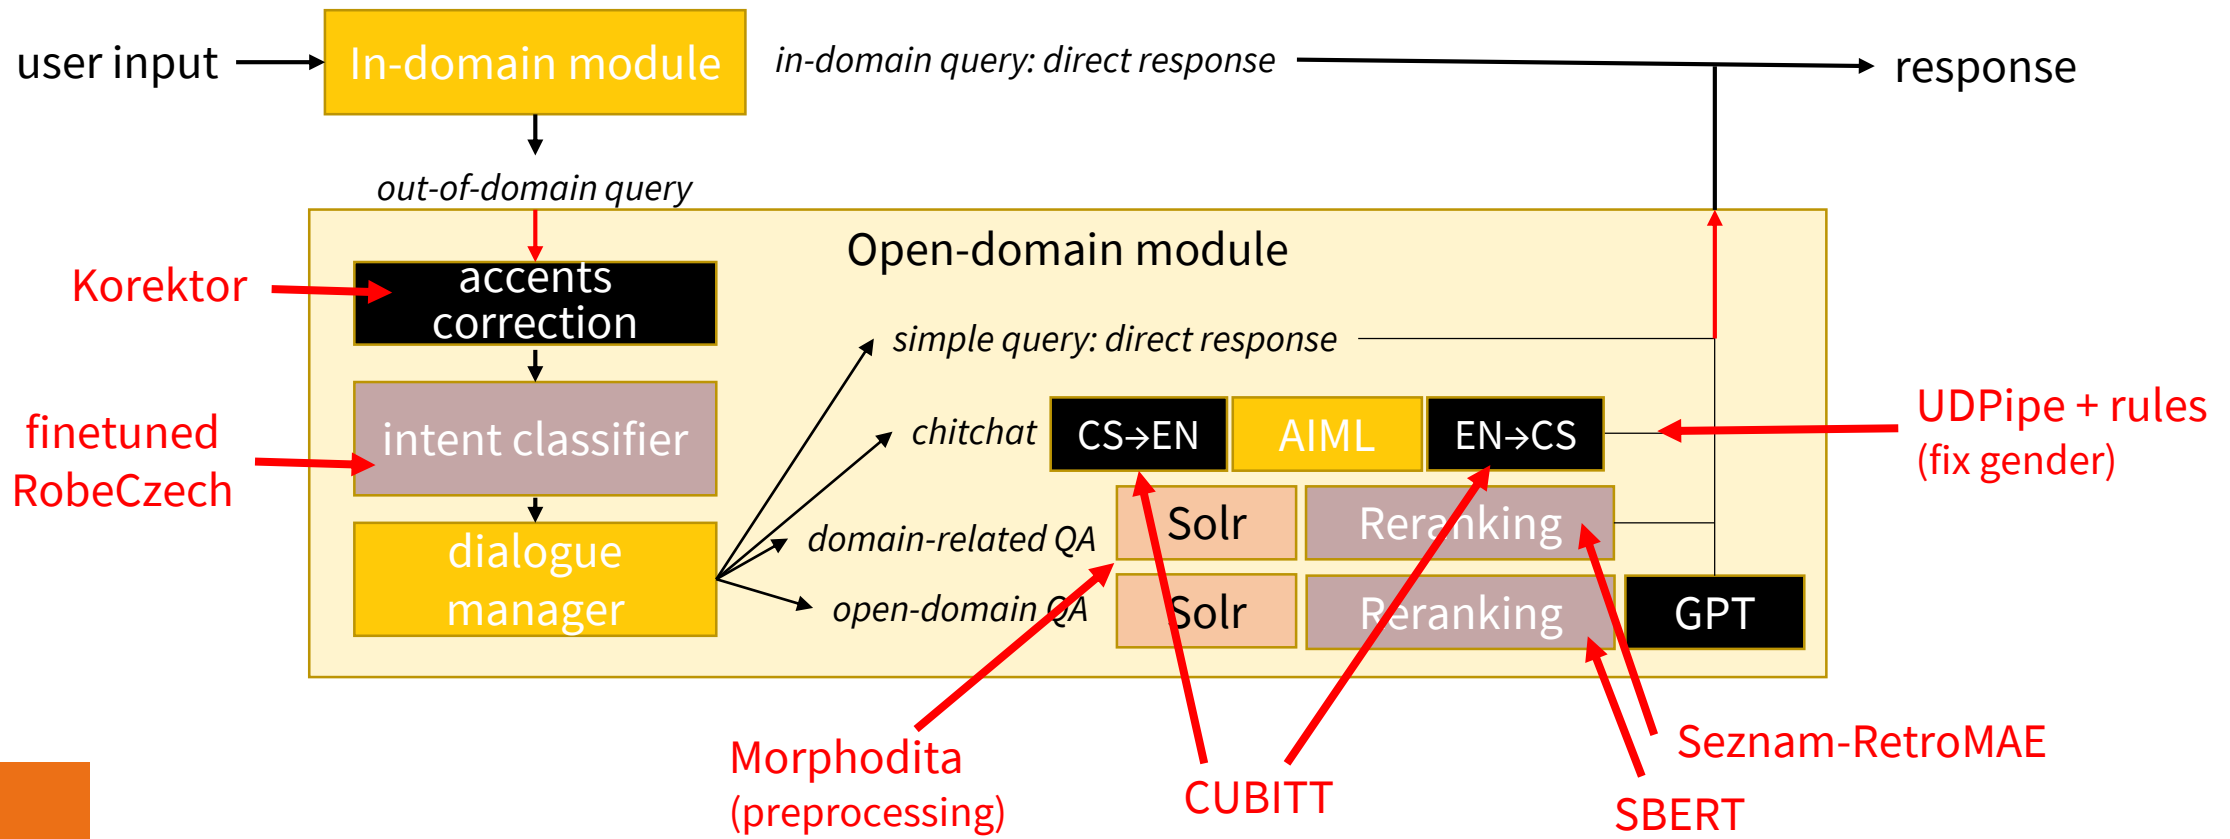 user input
In-domain module
in-domain query: direct response
response
out-of-domain query
Open-domain module
Korektor
accents
correction
simple query: direct response
finetuned
RobeCzech
intent classifier
chitchat
CS→EN
AIML
EN→CS
UDPipe + rules
(fix gender)
dialogue
manager
domain-related QA
Solr
Reranking
open-domain QA
Solr
Reranking
GPT
Morphodita
(preprocessing)
CUBITT
Seznam-RetroMAE
SBERT